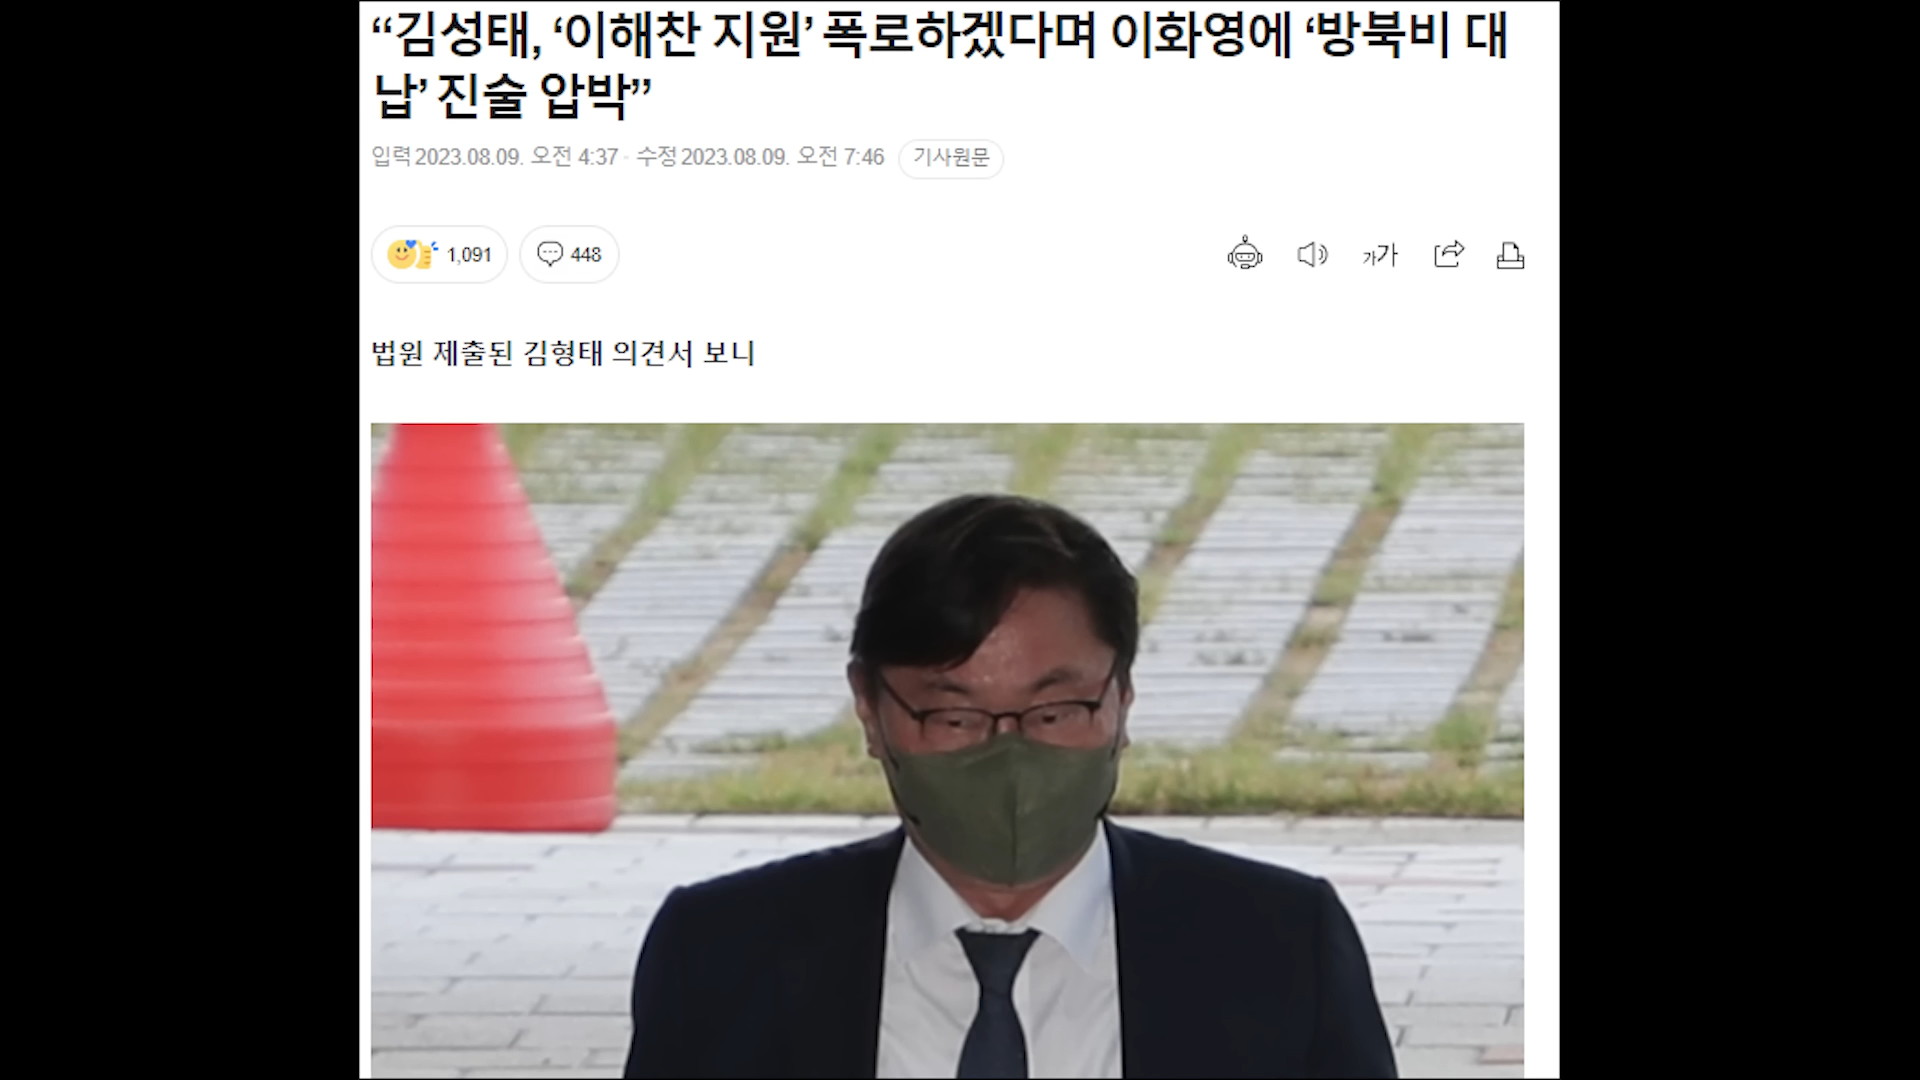 “김성태, ‘이해찬 지원’ 폭로하겠다며 이화영에 ‘방북비 대
납’ 진술 압박”
입력 2023.08.09. 오전 4:37 · 수정 2023.08.09. 오전 7:46 기사원문
1,091 448 가가
법원 제출된 김형태 의견서 보니